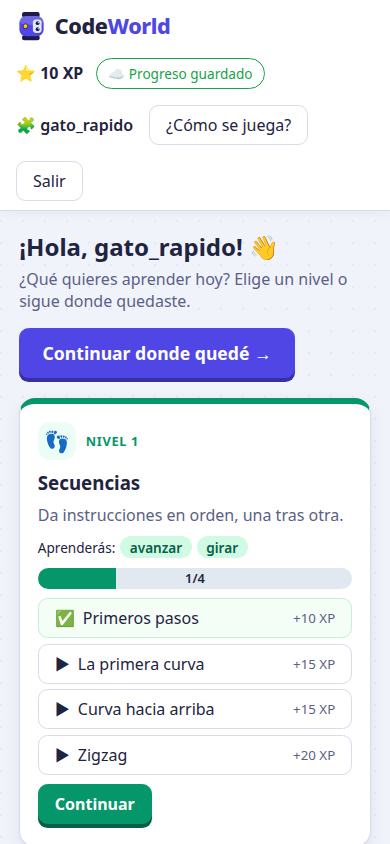 CodeWorld
⭐ 10 XP ☁️ Progreso guardado
🧩 gato_rapido ¿Cómo se juega?
Salir
¡Hola, gato_rapido! 👋
¿Qué quieres aprender hoy? Elige un nivel o
sigue donde quedaste.
Continuar donde quedé →
👣 NIVEL 1
Secuencias
Da instrucciones en orden, una tras otra.
Aprenderás: avanzar girar
1/4
✅ Primeros pasos +10 XP
▶ La primera curva +15 XP
▶ Curva hacia arriba +15 XP
▶ Zigzag +20 XP
Continuar